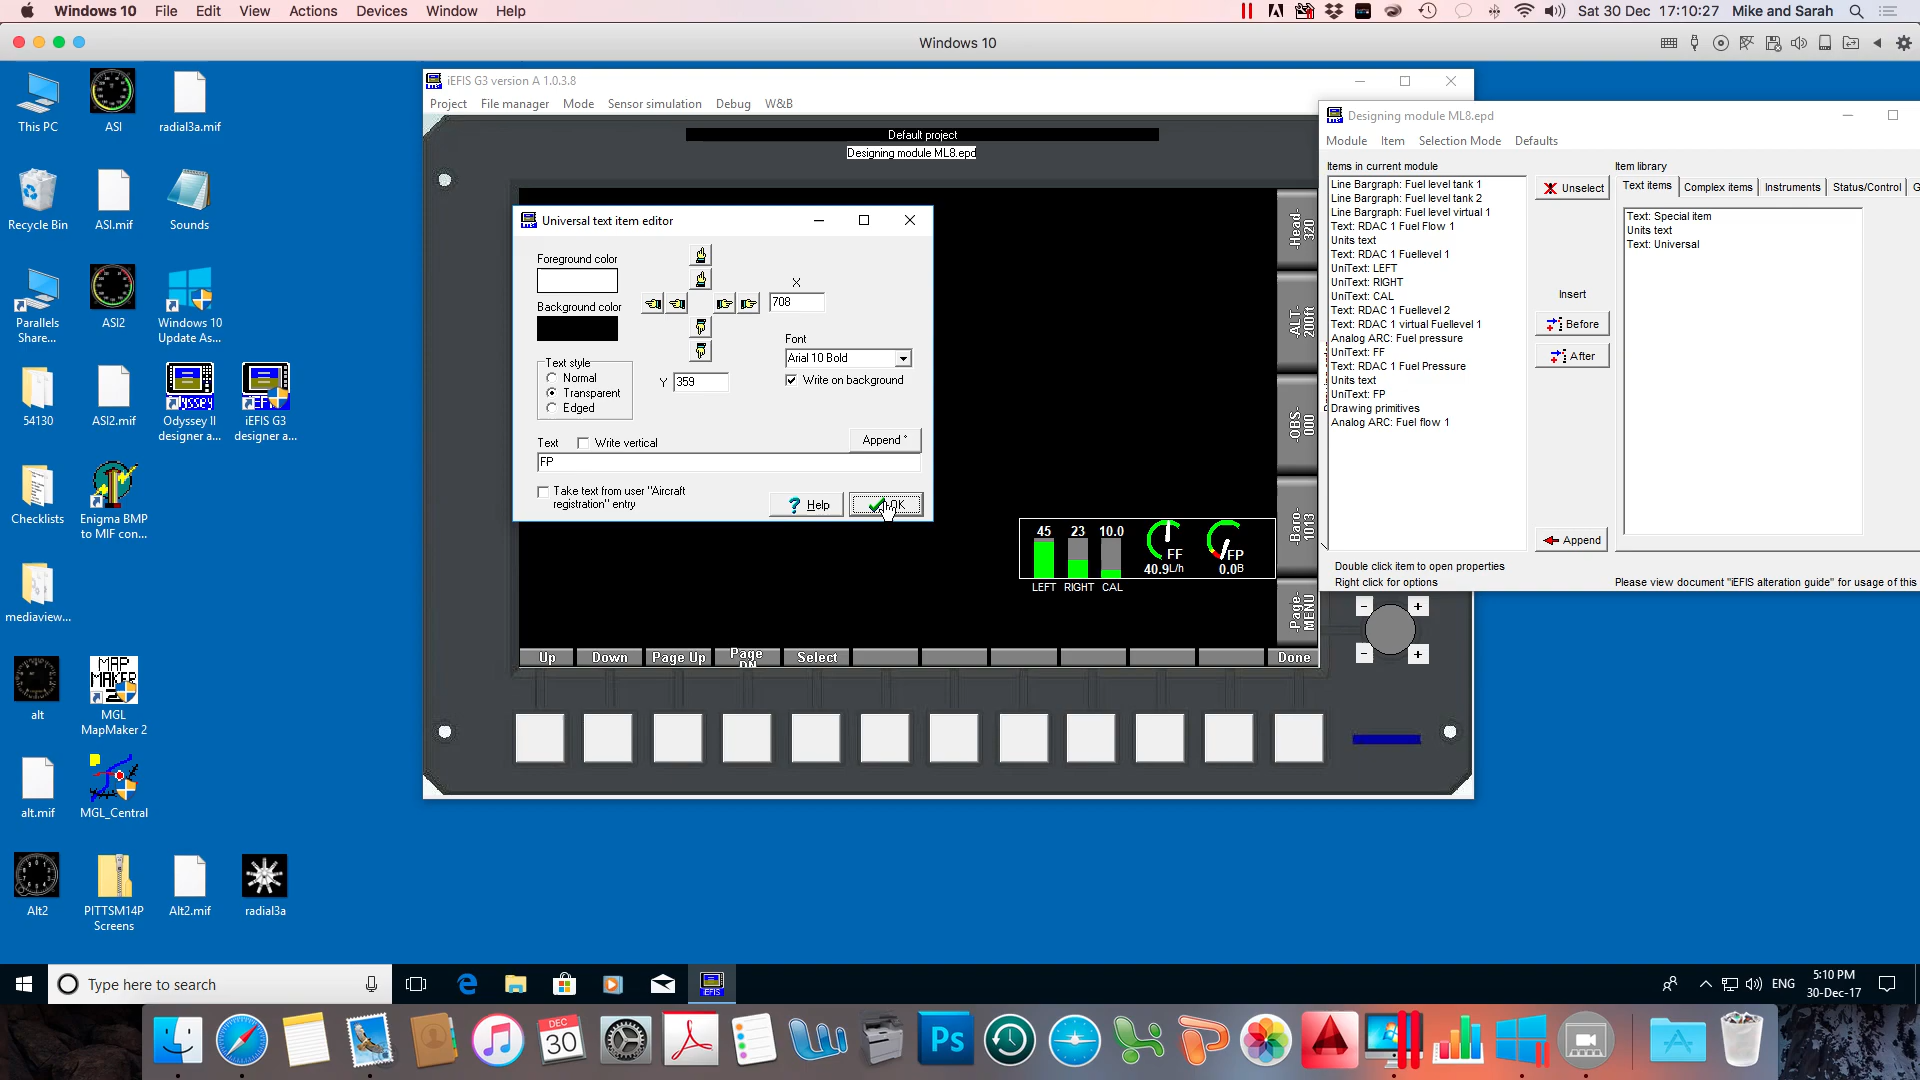 Windows 10 File Edit View Actions Devices Window Help
Sat 30 Dec 17:10:27 Mike and Sarah
Windows 10
This PC
ASI
radial3a.mif
Recycle Bin
ASI.mif
Sounds
Parallels
Share...
ASI2
Windows 10
Update As...
54130
ASI2.mif
Odyssey II
designer a...
iEFIS G3
designer a...
Checklists
Enigma BMP
to MIF con...
mediaview...
MAP
MAKER
2
alt
MGL
MapMaker 2
alt.mif
MGL_Central
Alt2
PITTSM14P
Screens
Alt2.mif
radial3a
iEFIS G3 version A 1.0.3.8
Project File manager Mode Sensor simulation Debug W&B
Default project
Designing module ML8.epd
-Head-
320
-ALT-
200ft
-OBS-
000
-Baro-
1013
-Page-
MENU
45 23 10.0
FF
FP
40.9L/h
0.0B
LEFT RIGHT CAL
Up Down Page Up Page
DN Select Done
Universal text item editor
Foreground color
Background color
X
708
Y 359
Font
Arial 10 Bold
Write on background
Text style
Normal
Transparent
Edged
Text Write vertical
Append °
FP
Take text from user "Aircraft
registration" entry
? Help
OK
Designing module ML8.epd
Module Item Selection Mode Defaults
Items in current module
Line Bargraph: Fuel level tank 1
Line Bargraph: Fuel level tank 2
Line Bargraph: Fuel level virtual 1
Text: RDAC 1 Fuel Flow 1
Units text
Text: RDAC 1 Fuellevel 1
UniText: LEFT
UniText: RIGHT
UniText: CAL
Text: RDAC 1 Fuellevel 2
Text: RDAC 1 virtual Fuellevel 1
Analog ARC: Fuel pressure
UniText: FF
Text: RDAC 1 Fuel Pressure
Units text
UniText: FP
Drawing primitives
Analog ARC: Fuel flow 1
Unselect
Insert
Before
After
Append
Item library
Text items Complex items Instruments Status/Control G
Text: Special item
Units text
Text: Universal
Double click item to open properties
Right click for options
Please view document "iEFIS alteration guide" for usage of this
- +
- +
Type here to search
ENG
5:10 PM
30-Dec-17
DEC
30
Ps